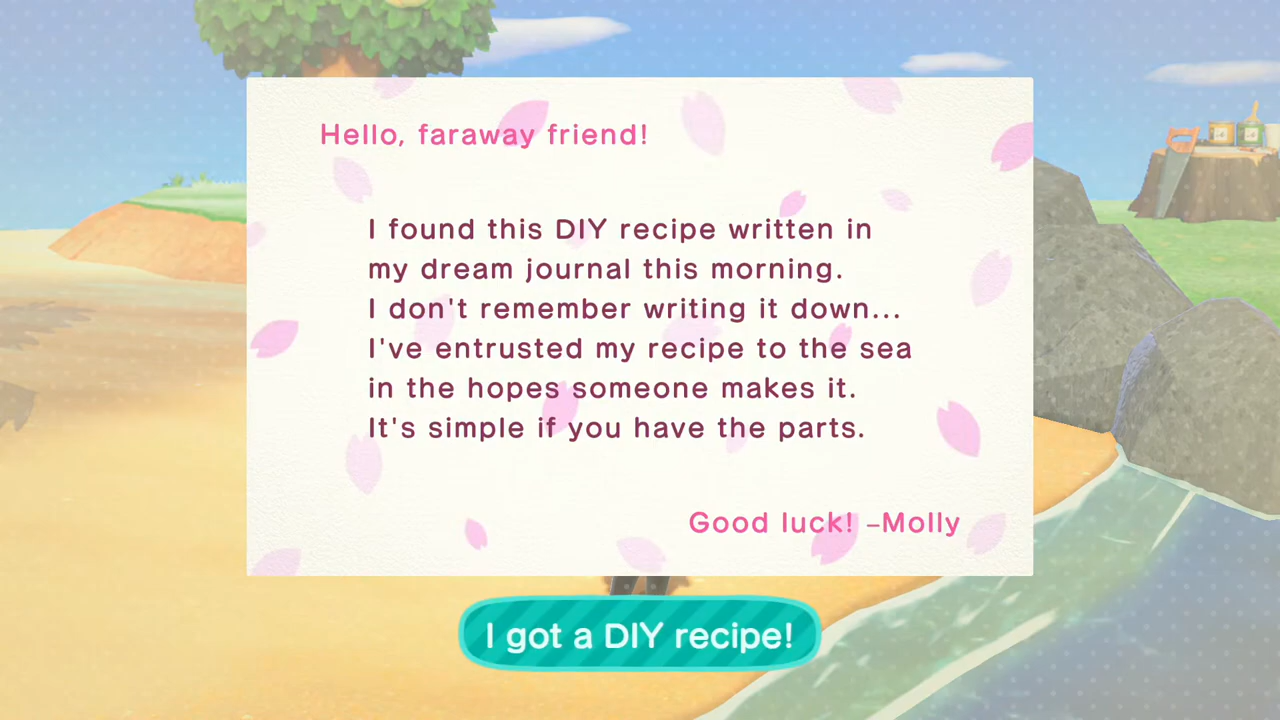 Hello, faraway friend!
I found this DIY recipe written in
my dream journal this morning.
I don't remember writing it down...
I've entrusted my recipe to the sea
in the hopes someone makes it.
It's simple if you have the parts.
Good luck! –Molly
I got a DIY recipe!